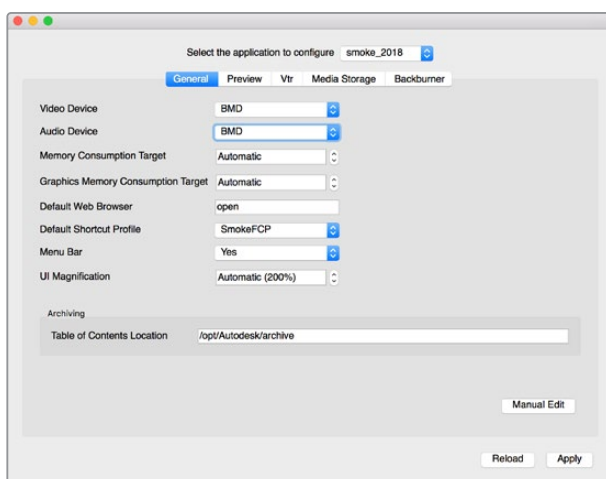 Select the application to configure smoke_2018
General Preview Vtr Media Storage Backburner
Video Device BMD
Audio Device BMD
Memory Consumption Target Automatic
Graphics Memory Consumption Target Automatic
Default Web Browser open
Default Shortcut Profile SmokeFCP
Menu Bar Yes
UI Magnification Automatic (200%)
Archiving
Table of Contents Location /opt/Autodesk/archive
Manual Edit
Reload Apply